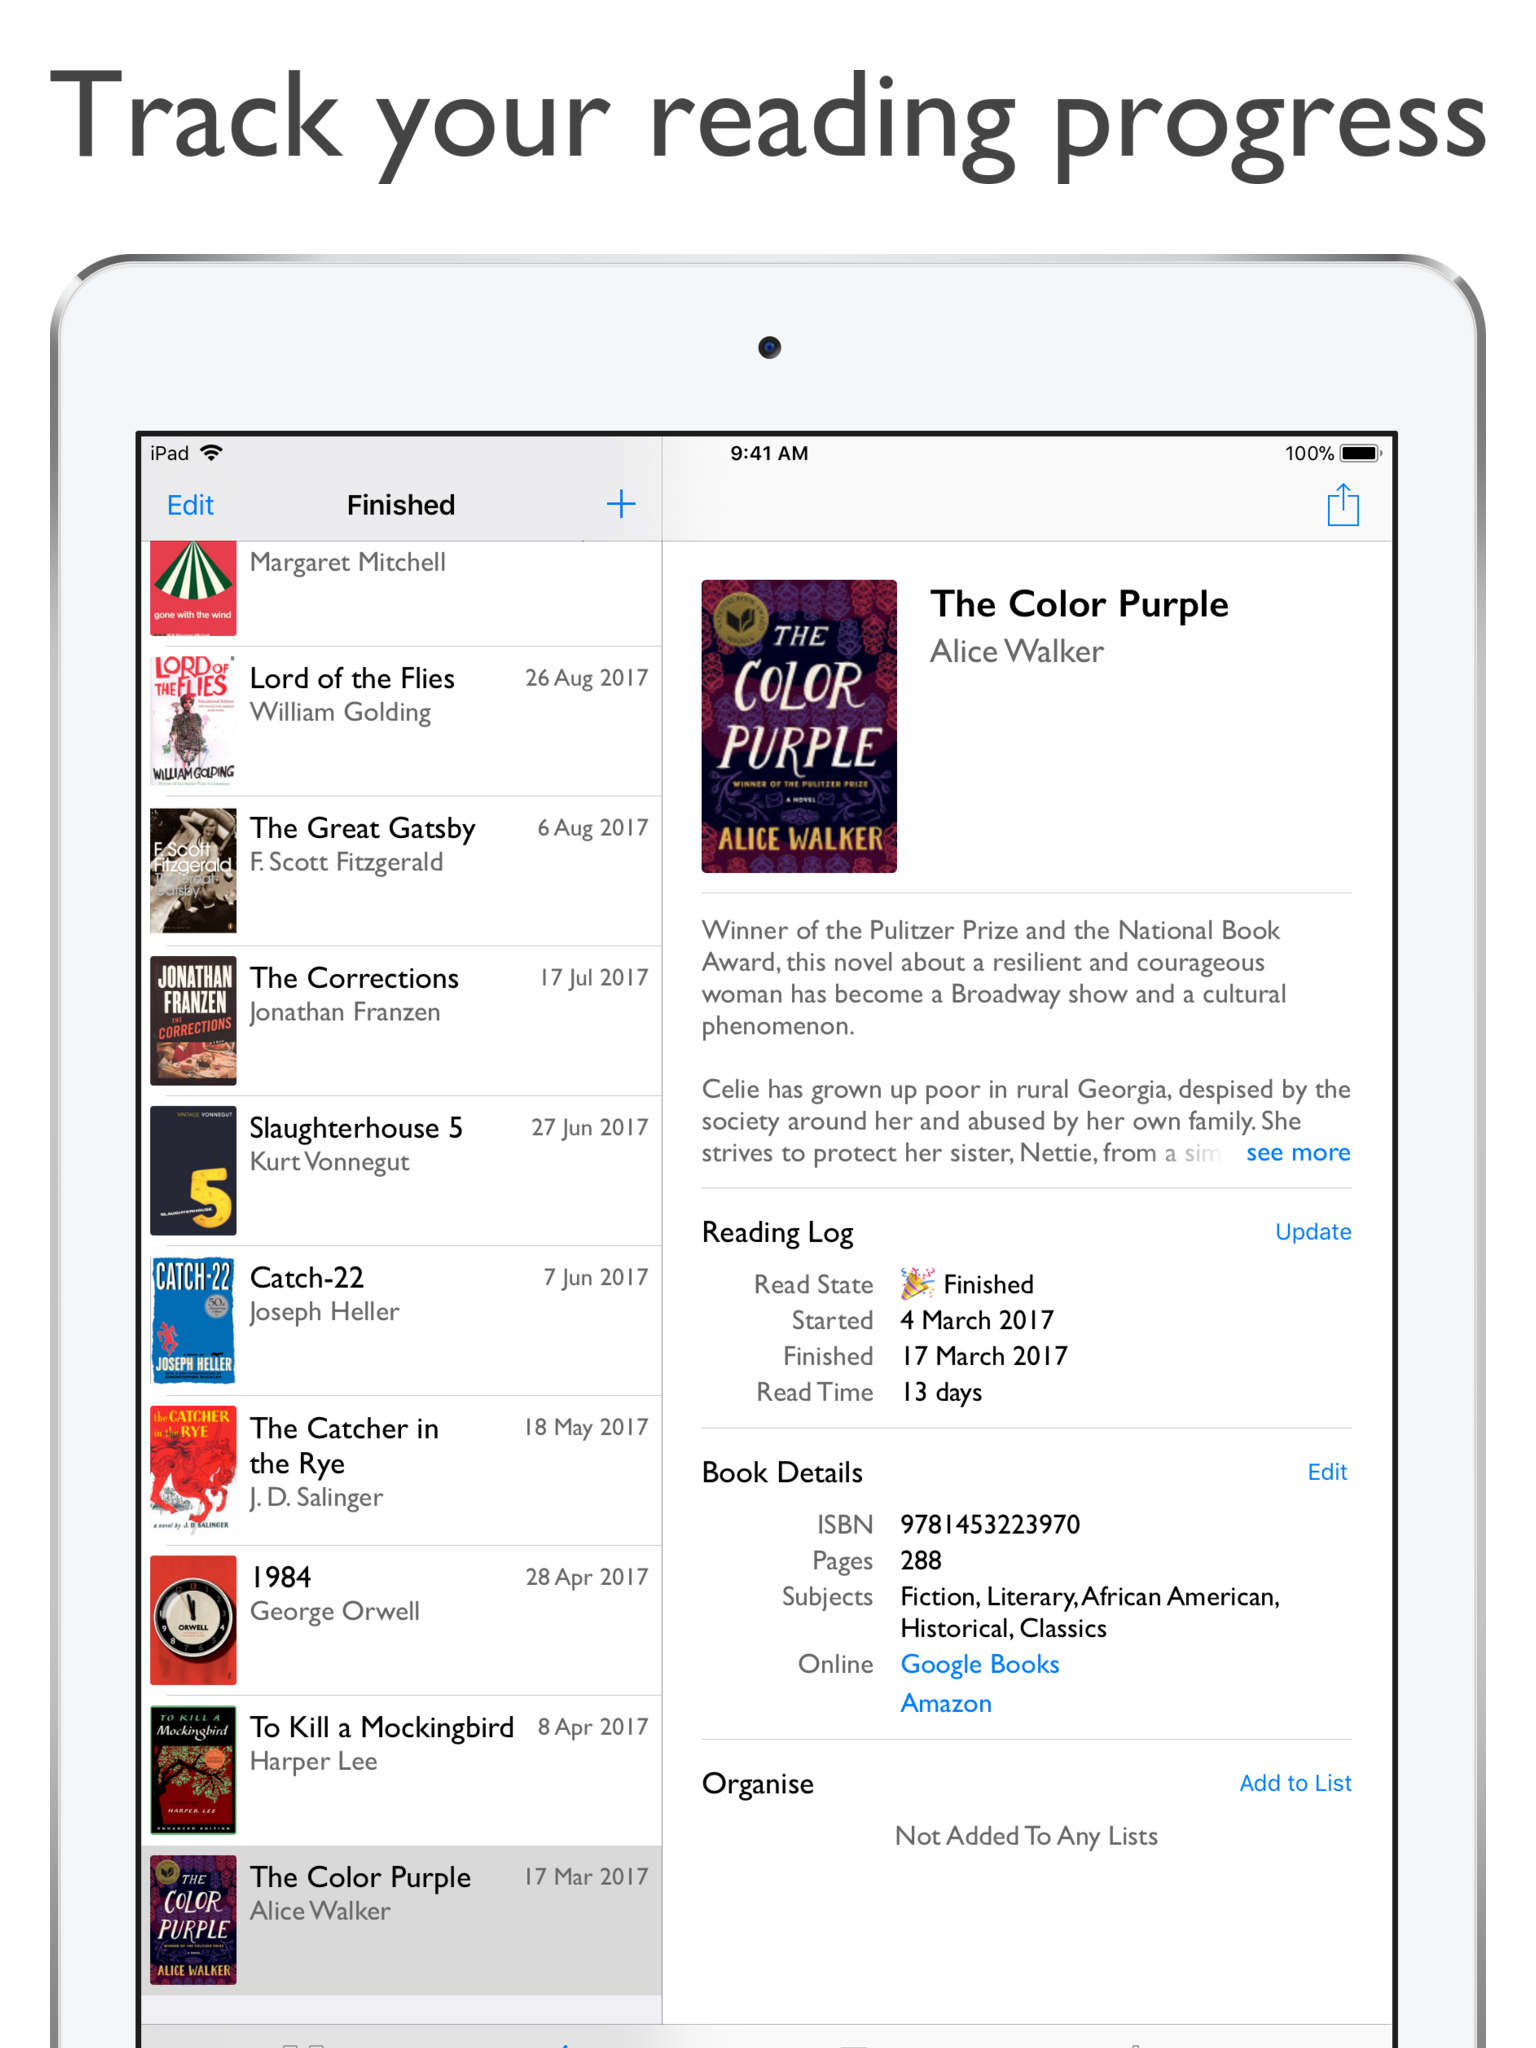 Track your reading progress
iPad
9:41 AM
100%
Edit
Finished
Margaret Mitchell
gone with the wind
LORD OF
THE FLIES
WILLIAM GOLDING
Lord of the Flies
26 Aug 2017
William Golding
F. Scott
Fitzgerald
The Great
Gatsby
The Great Gatsby
6 Aug 2017
F. Scott Fitzgerald
JONATHAN
FRANZEN
THE
CORRECTIONS
The Corrections
17 Jul 2017
Jonathan Franzen
VINTAGE VONNEGUT
5
SLAUGHTERHOUSE
Slaughterhouse 5
27 Jun 2017
Kurt Vonnegut
CATCH-22
JOSEPH HELLER
Catch-22
7 Jun 2017
Joseph Heller
the CATCHER
in the RYE
a novel by J. D. SALINGER
The Catcher in
the Rye
18 May 2017
J. D. Salinger
ORWELL
1984
28 Apr 2017
George Orwell
TO KILL A
Mockingbird
HARPER LEE
ENHANCED EDITION
To Kill a Mockingbird
8 Apr 2017
Harper Lee
THE
COLOR
PURPLE
WINNER OF THE PULITZER PRIZE
ALICE WALKER
The Color Purple
17 Mar 2017
Alice Walker
THE
COLOR
PURPLE
WINNER OF THE PULITZER PRIZE
A NOVEL
ALICE WALKER
The Color Purple
Alice Walker
Winner of the Pulitzer Prize and the National Book
Award, this novel about a resilient and courageous
woman has become a Broadway show and a cultural
phenomenon.
Celie has grown up poor in rural Georgia, despised by the
society around her and abused by her own family. She
strives to protect her sister, Nettie, from a sim see more
Reading Log
Update
Read State Finished
Started 4 March 2017
Finished 17 March 2017
Read Time 13 days
Book Details
Edit
ISBN 9781453223970
Pages 288
Subjects Fiction, Literary, African American,
Historical, Classics
Online Google Books
Amazon
Organise
Add to List
Not Added To Any Lists